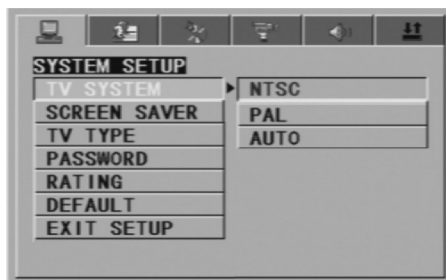 SYSTEM SETUP
TV SYSTEM
NTSC
SCREEN SAVER
PAL
TV TYPE
AUTO
PASSWORD
RATING
DEFAULT
EXIT SETUP